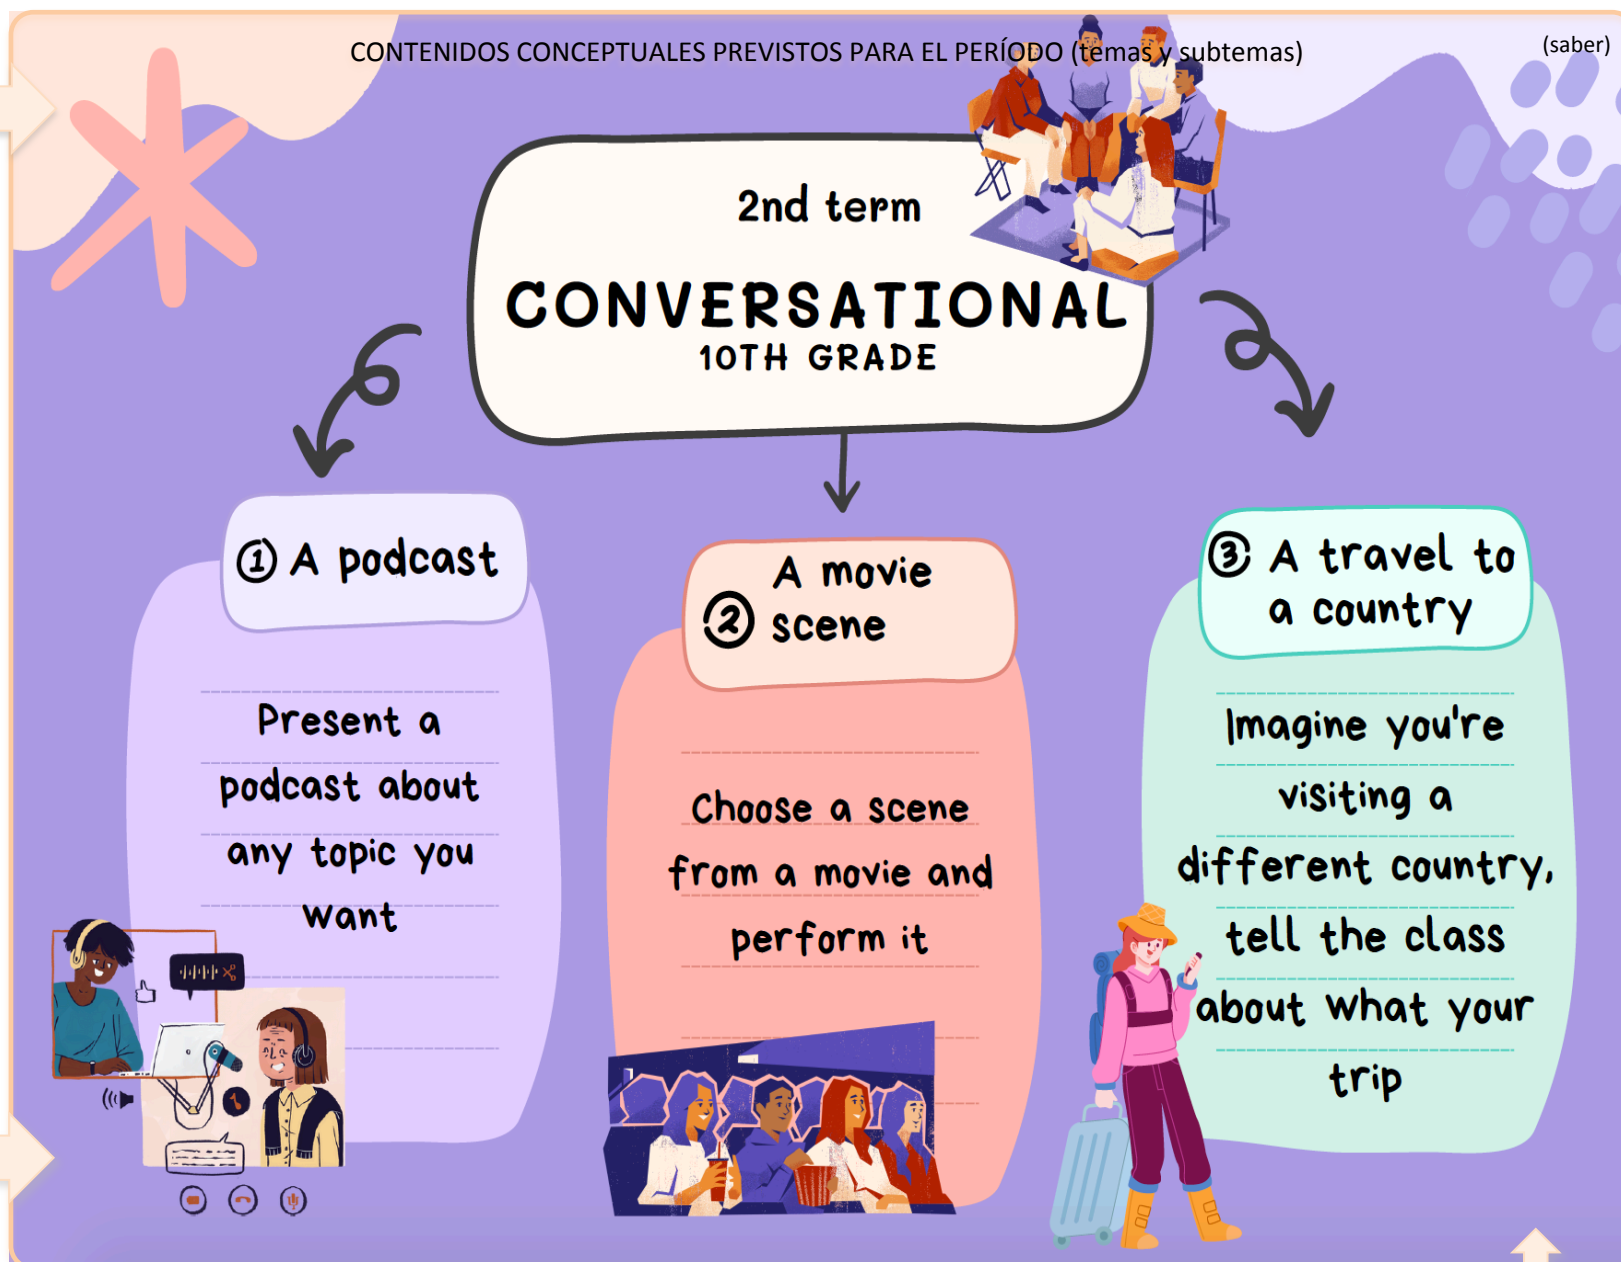 CONTENIDOS CONCEPTUALES PREVISTOS PARA EL PERÍODO (temas y subtemas)
(saber)
2nd term
CONVERSATIONAL
10TH GRADE
1 A podcast
Present a
podcast about
any topic you
want
2 A movie
scene
Choose a scene
from a movie and
perform it
3 A travel to
a country
Imagine you're
visiting a
different country,
tell the class
about what your
trip